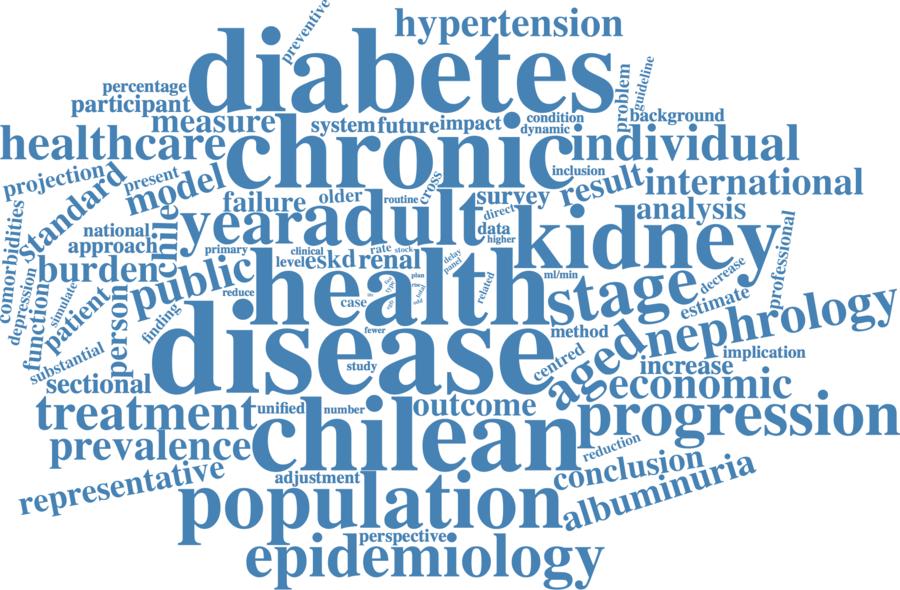 preventive
hypertension
diabetes
problem
guideline
percentage
participant
measure
system
future
impact
condition
dynamic
background
healthcare
chronic
individual
projection
present
model
standard
failure
older
routine
cross
survey
direct
inclusion
result
international
comorbidities
national
approach
chile
year
adult
data
higher
kidney
analysis
professional
primary
clinical
rate
stock
level
eskd
renal
delay
panel
burden
public
health
related
ml/min
stage
decrease
estimate
depression
function
simulate
patient
person
finding
reduce
case
plan
disease
fewer
study
method
centred
aged
nephrology
increase
implication
substantial
sectional
economic
treatment
unified
number
outcome
progression
prevalence
chilean
reduction
conclusion
representative
adjustment
population
albuminuria
perspective
epidemiology